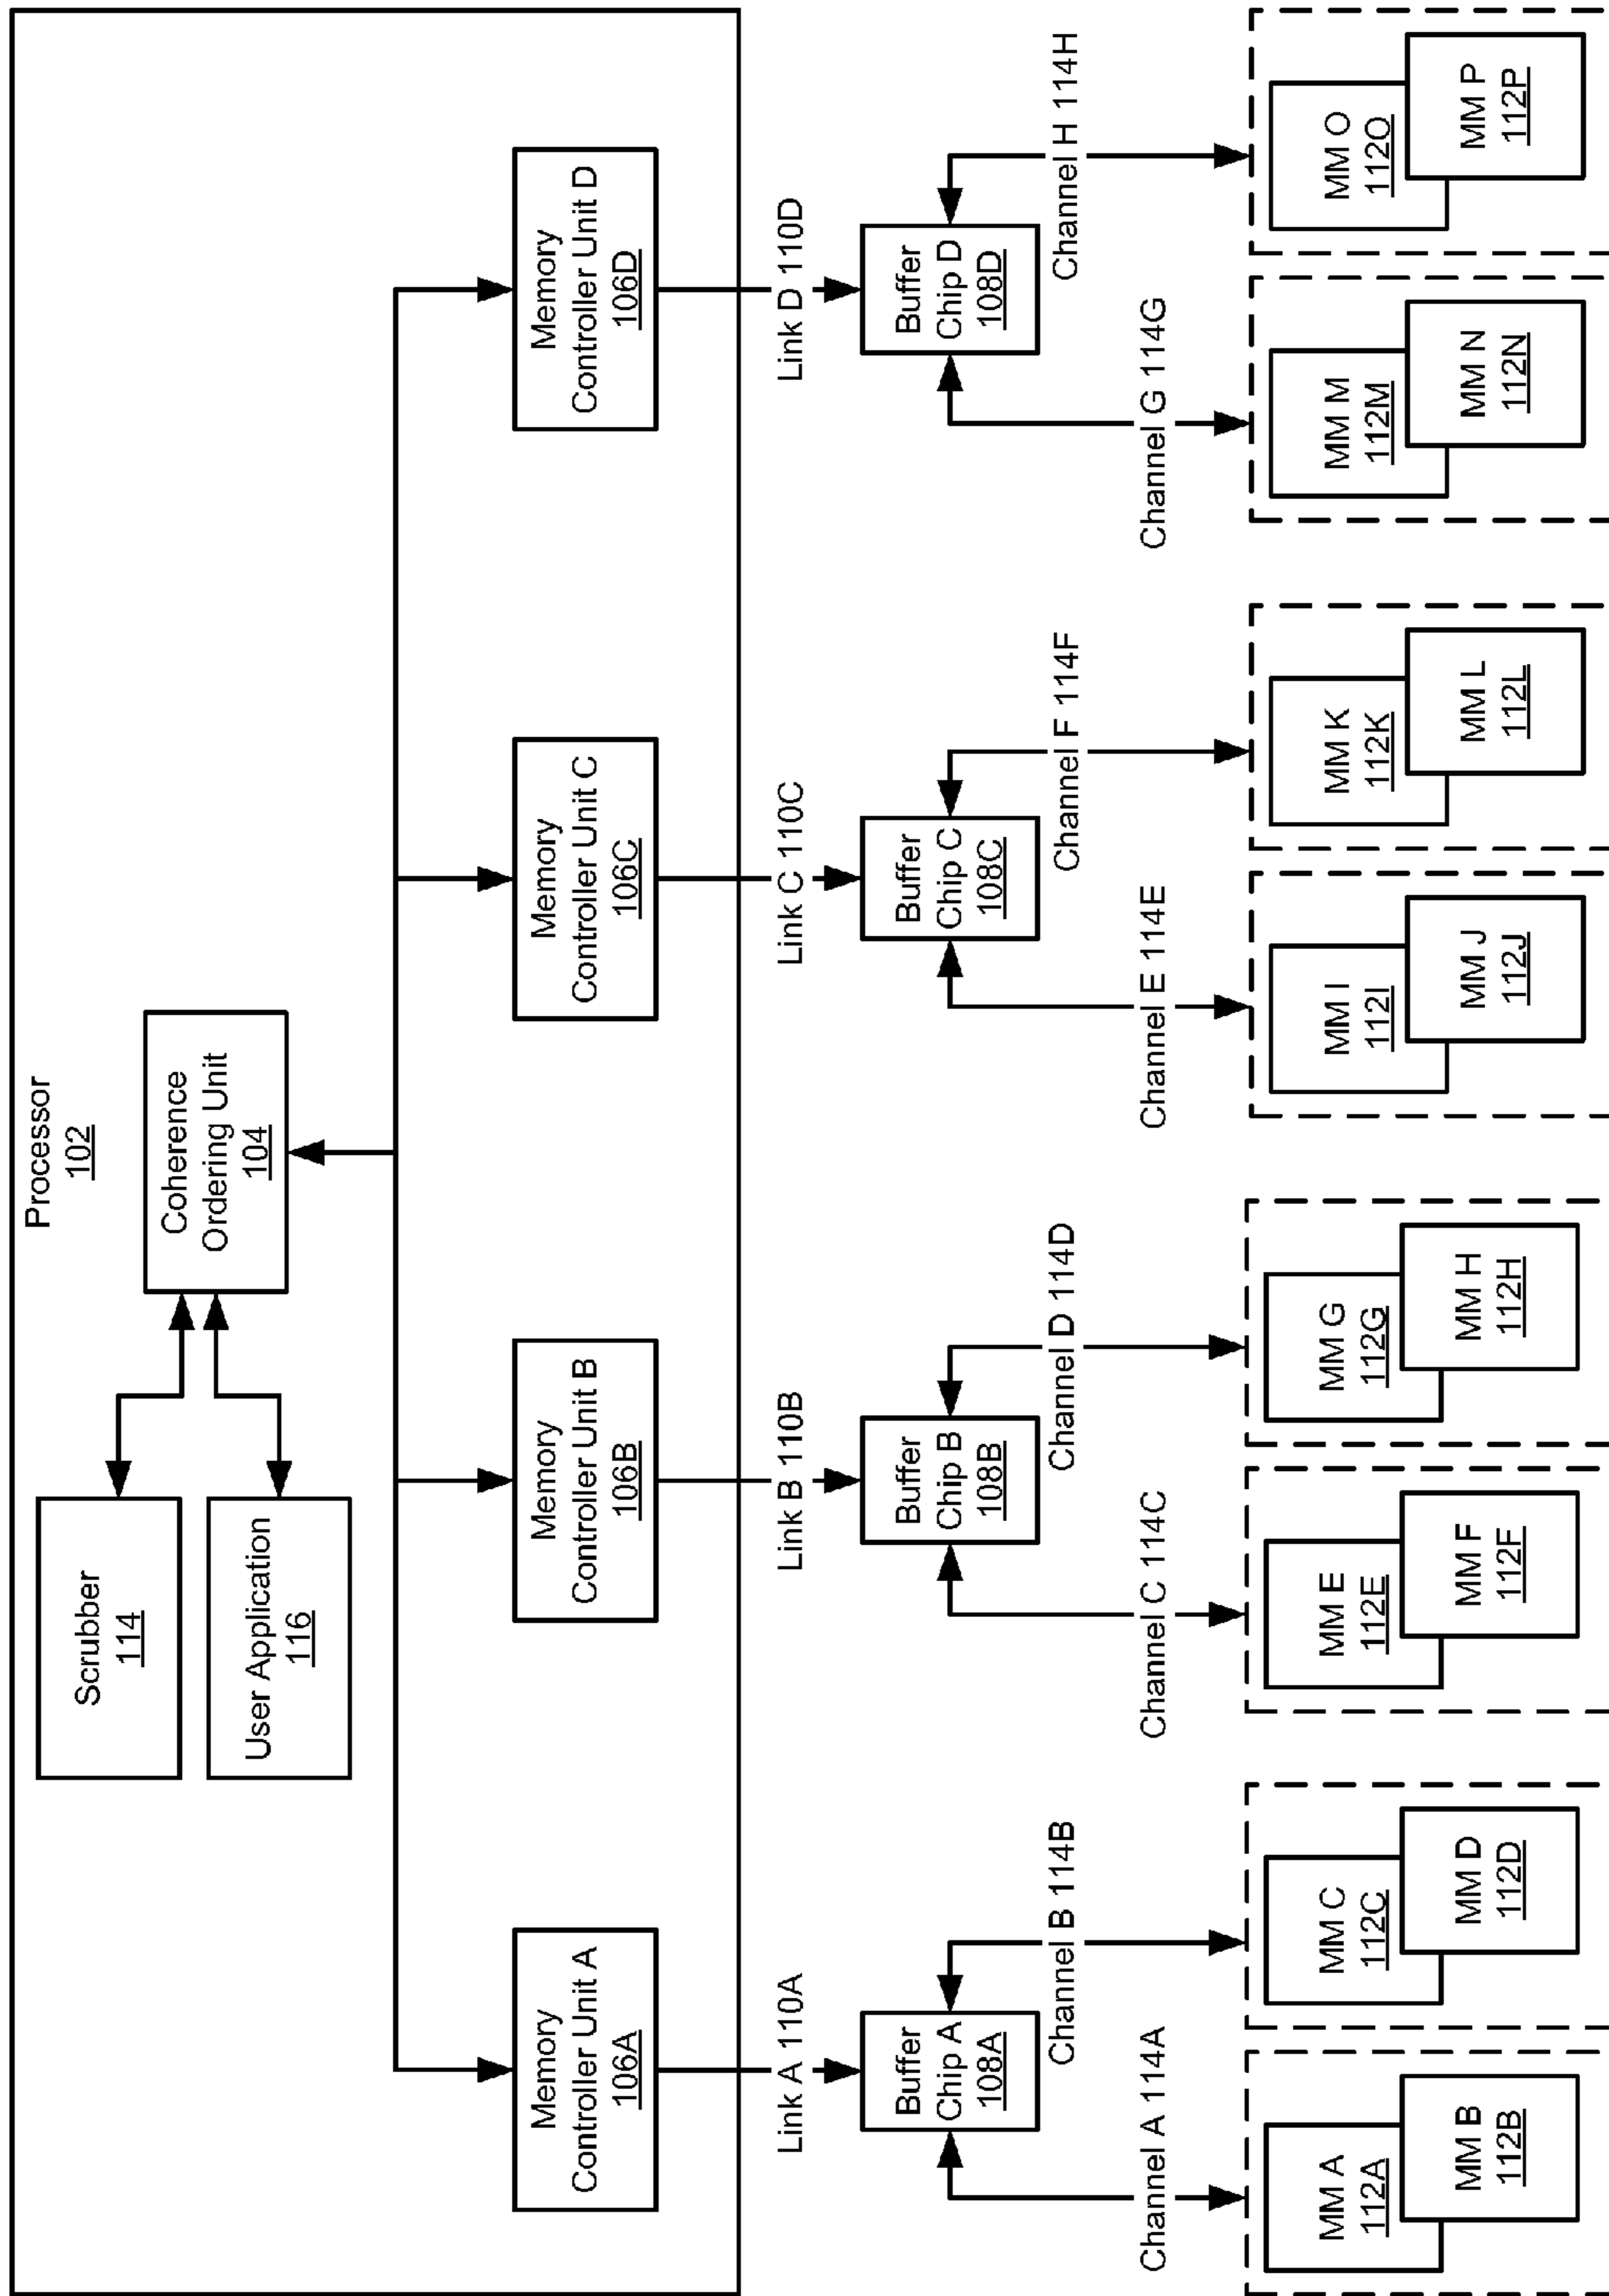 Processor
102
Scrubber
114
User Application
116
Coherence
Ordering Unit
104
Memory
Controller Unit A
106A
Memory
Controller Unit B
106B
Memory
Controller Unit C
106C
Memory
Controller Unit D
106D
Link A 110A
Link B 110B
Link C 110C
Link D 110D
Buffer
Chip A
108A
Buffer
Chip B
108B
Buffer
Chip C
108C
Buffer
Chip D
108D
Channel A 114A
Channel B 114B
Channel C 114C
Channel D 114D
Channel E 114E
Channel F 114F
Channel G 114G
Channel H 114H
MM A
112A
MM B
112B
MM C
112C
MM D
112D
MM E
112E
MM F
112F
MM G
112G
MM H
112H
MM I
112I
MM J
112J
MM K
112K
MM L
112L
MM M
112M
MM N
112N
MM O
112O
MM P
112P